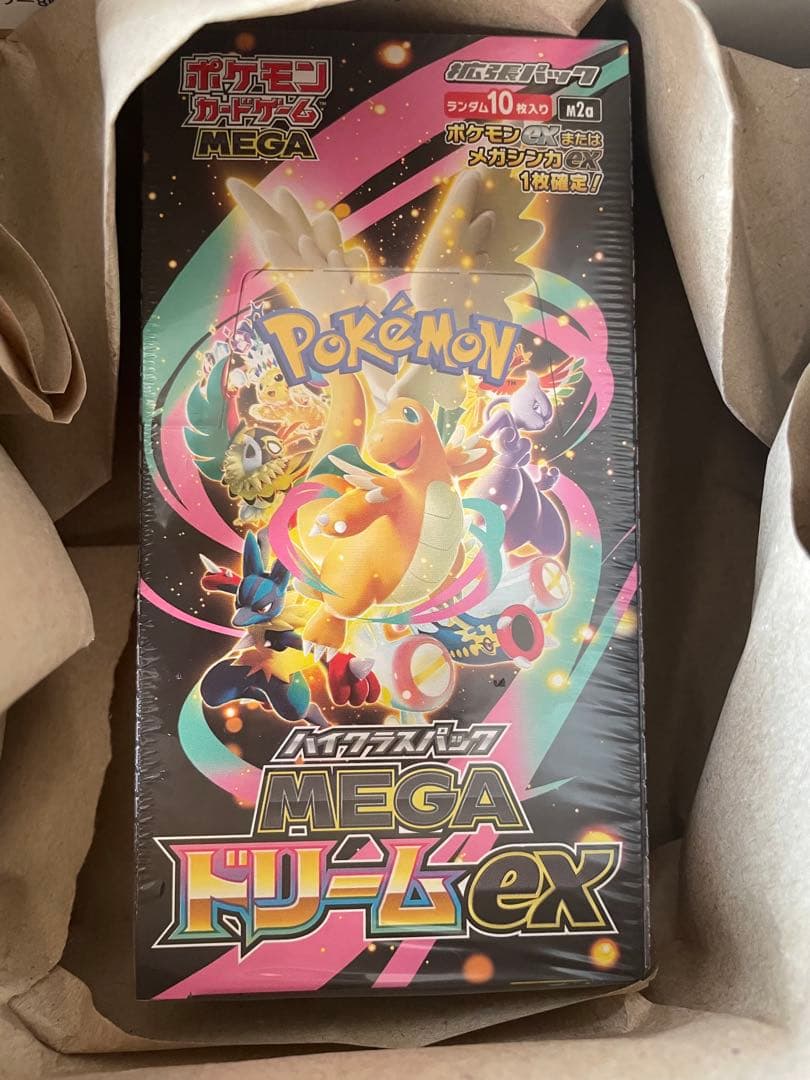 ポケモン
カードゲーム
MEGA
拡張パック
ランダム10枚入り
M2a
ポケモンexまたは
メガシンカex
1枚確定!
POKéMON
TM
ハイクラスパック
MEGA
ドリームex